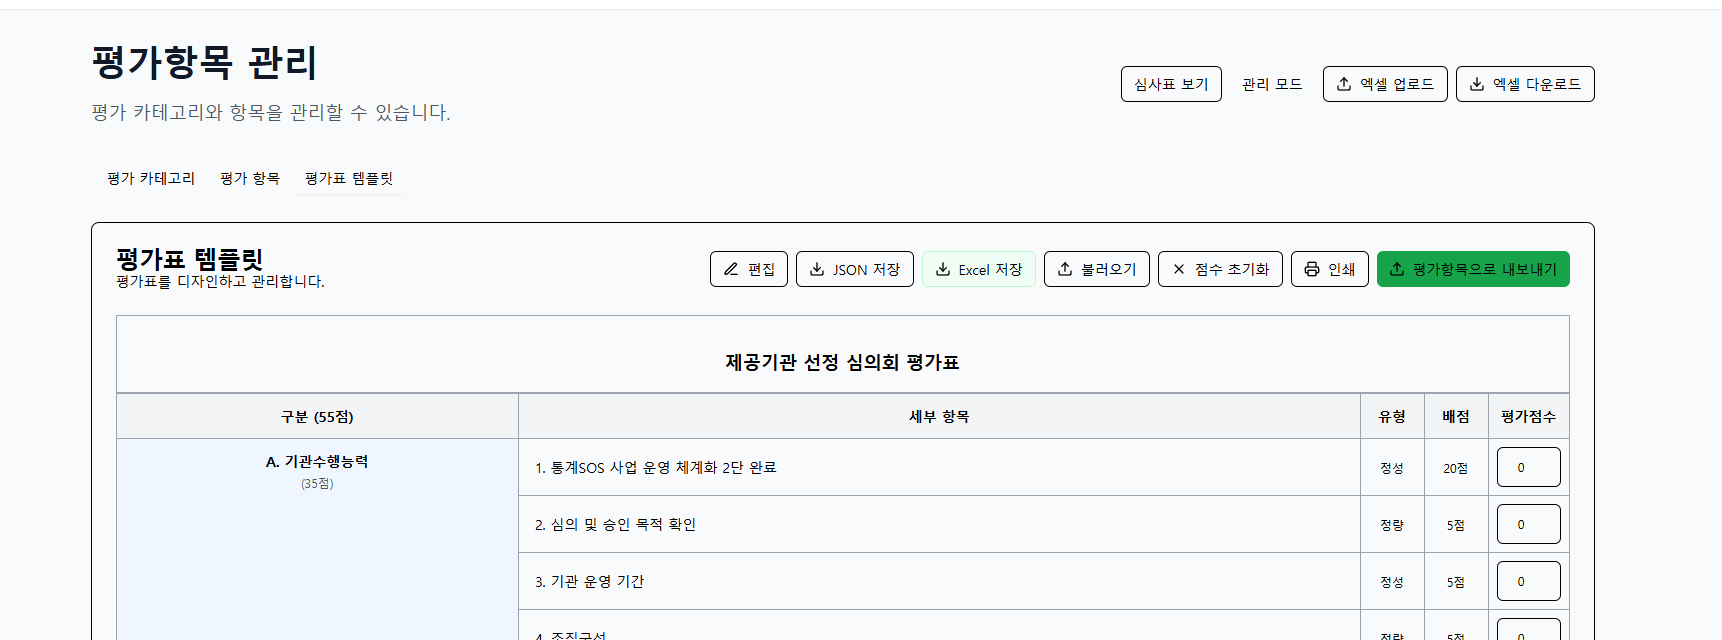 평가항목 관리
평가 카테고리와 항목을 관리할 수 있습니다.
심사표 보기 관리 모드 엑셀 업로드 엑셀 다운로드
평가 카테고리 평가 항목 평가표 템플릿
평가표 템플릿
평가표를 디자인하고 관리합니다.
편집 JSON 저장 Excel 저장 불러오기 점수 초기화 인쇄 평가항목으로 내보내기
제공기관 선정 심의회 평가표
구분 (55점) 세부 항목 유형 배점 평가점수
A. 기관수행능력
(35점)
1. 통계SOS 사업 운영 체계화 2단 완료 정성 20점 0
2. 심의 및 승인 목적 확인 정량 5점 0
3. 기관 운영 기간 정성 5점 0
4. 조직구성 정량 5점 0